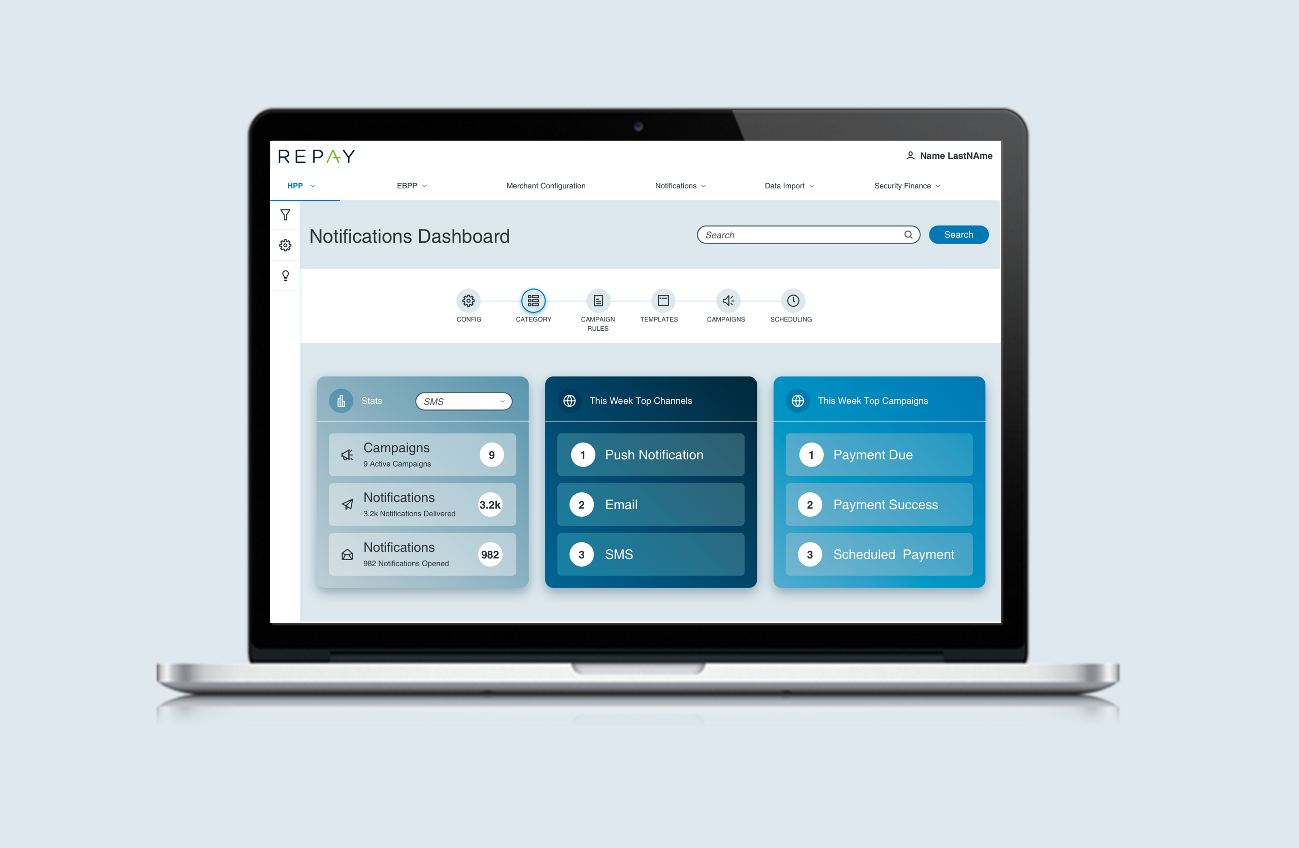 REPAY
Name LastNAme
HPP
EBPP
Merchant Configuration
Notifications
Data Import
Security Finance
Notifications Dashboard
Search
Search
CONFIG
CATEGORY
CAMPAIGN
RULES
TEMPLATES
CAMPAIGNS
SCHEDULING
Stats
SMS
Campaigns
9 Active Campaigns
9
Notifications
3.2k Notifications Delivered
3.2k
Notifications
982 Notifications Opened
982
This Week Top Channels
1 Push Notification
2 Email
3 SMS
This Week Top Campaigns
1 Payment Due
2 Payment Success
3 Scheduled Payment